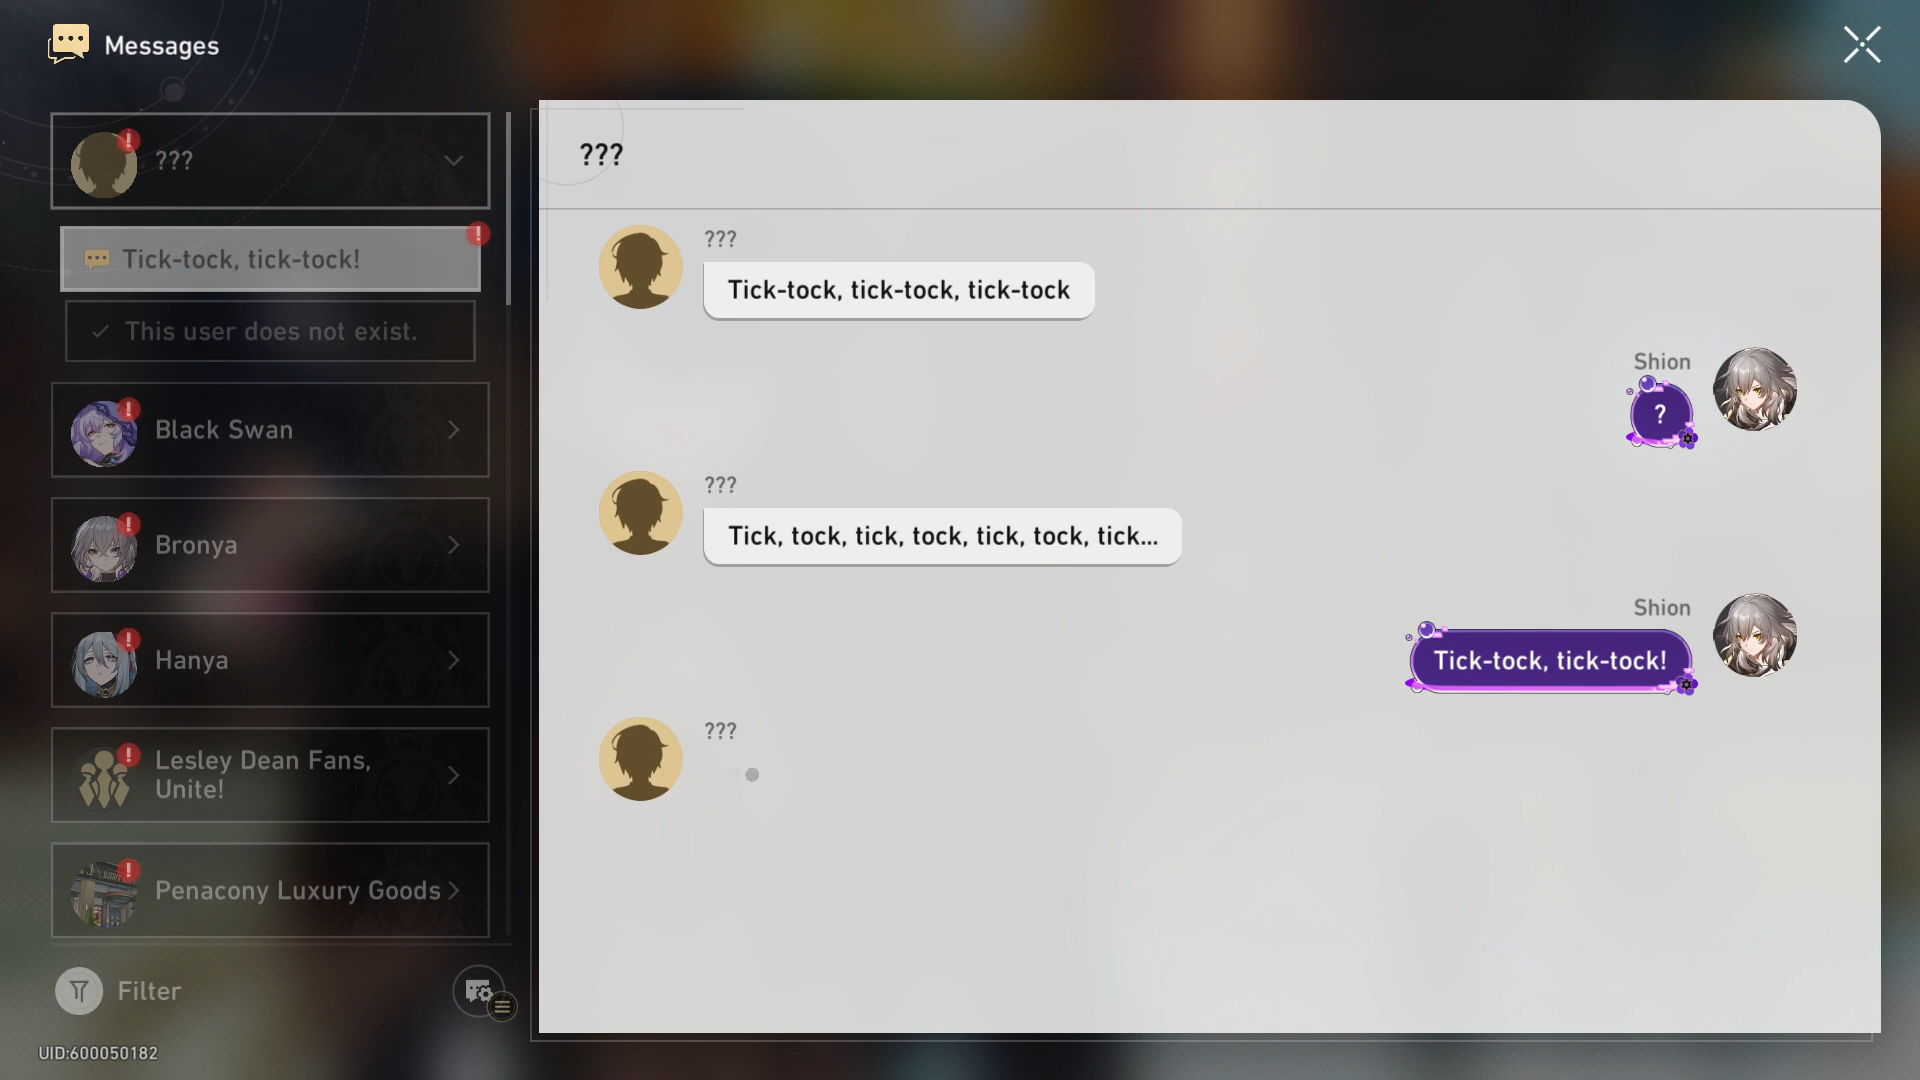 Messages
???
Tick-tock, tick-tock!
This user does not exist.
Black Swan
Bronya
Hanya
Lesley Dean Fans,
Unite!
Penacony Luxury Goods
Filter
UID:600050182
???
???
Tick-tock, tick-tock, tick-tock
Shion
?
???
Tick, tock, tick, tock, tick, tock, tick...
Shion
Tick-tock, tick-tock!
???